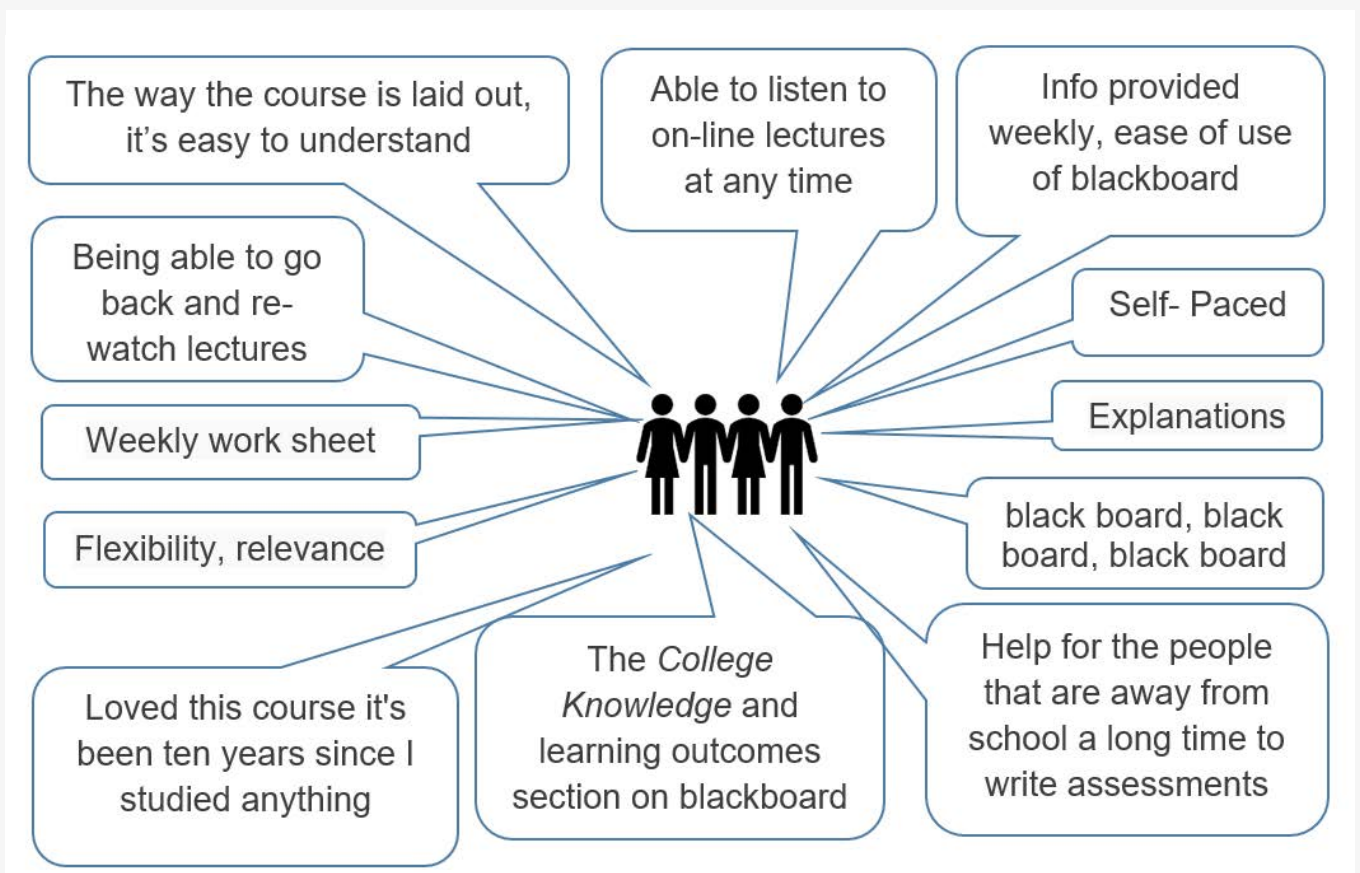 The way the course is laid out,
it’s easy to understand
Able to listen to
on-line lectures
at any time
Info provided
weekly, ease of use
of blackboard
Being able to go
back and re-
watch lectures
Self- Paced
Weekly work sheet
Explanations
Flexibility, relevance
black board, black
board, black board
Loved this course it's
been ten years since I
studied anything
The College
Knowledge and
learning outcomes
section on blackboard
Help for the people
that are away from
school a long time to
write assessments